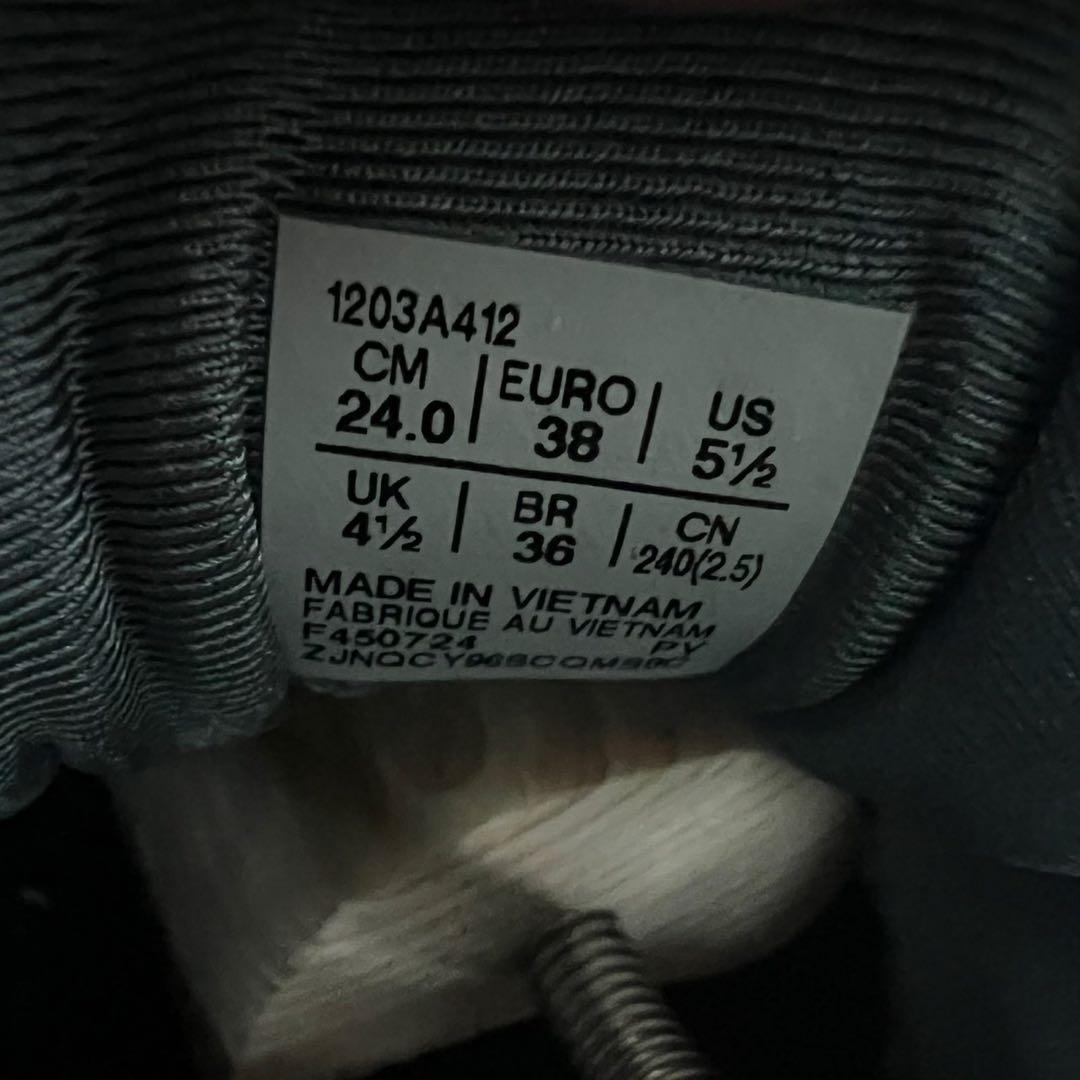 1203A412
CM | EURO | US
24.0 | 38 | 5½
UK | BR | CN
4½ | 36 | 240(2.5)
MADE IN VIETNAM
FABRIQUE AU VIETNAM
F450724 PY